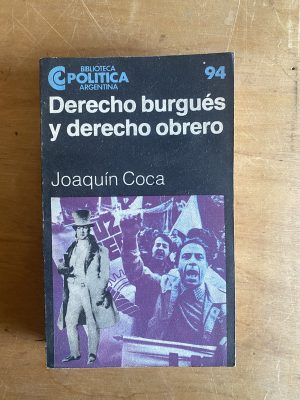 BIBLIOTECA
POLITICA
ARGENTINA
94
Derecho burgués
y derecho obrero
Joaquín Coca